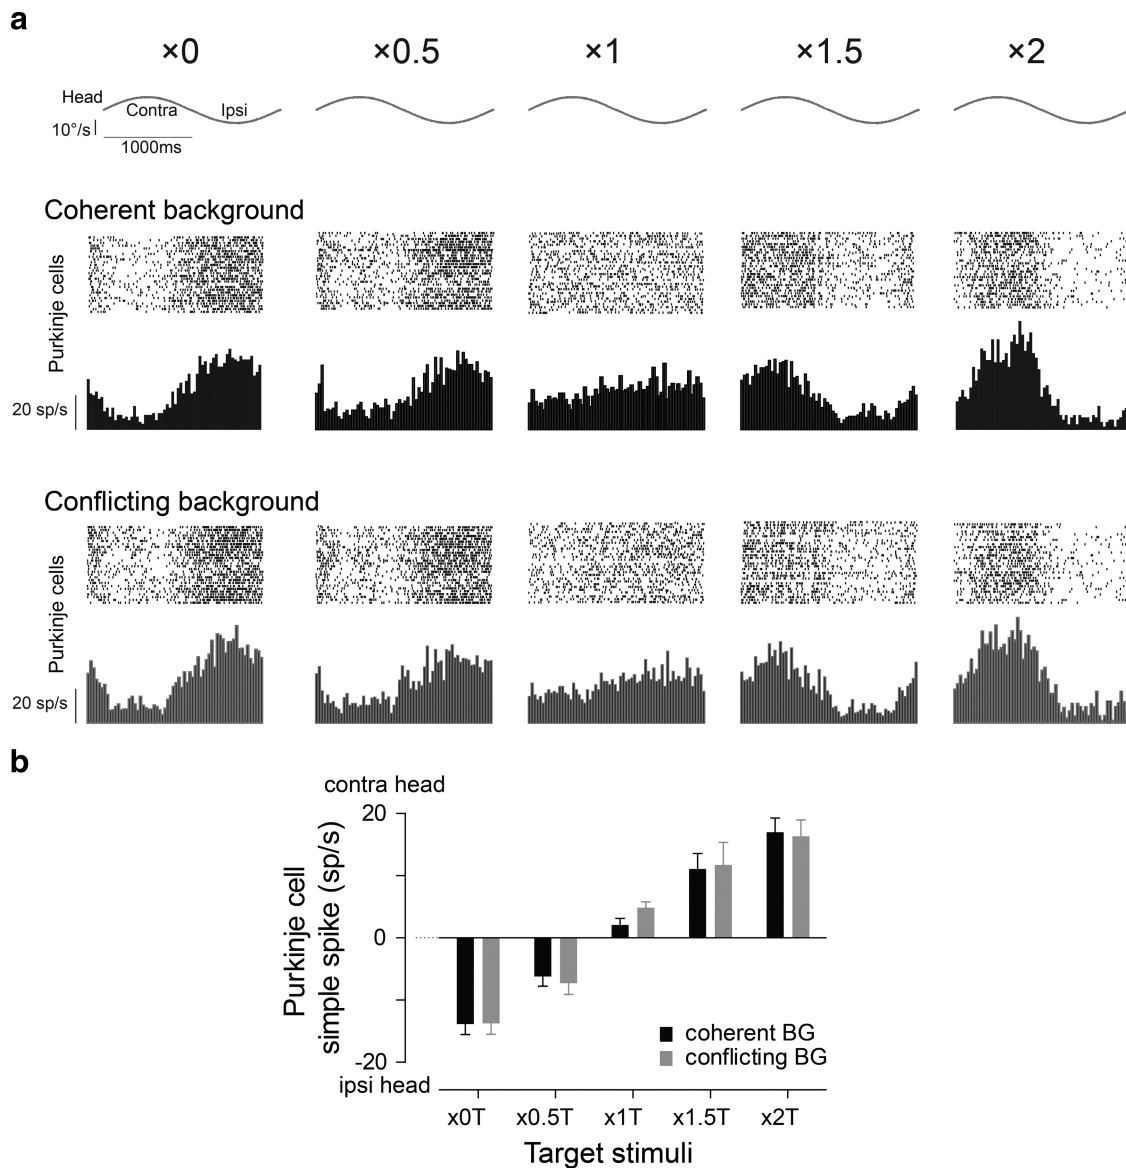 a
×0 ×0.5 ×1 ×1.5 ×2
Head
Contra Ipsi
10°/s
1000ms
Coherent background
Purkinje cells
20 sp/s
Conflicting background
Purkinje cells
20 sp/s
b
contra head
20
0
-20
Purkinje cell
simple spike (sp/s)
coherent BG
conflicting BG
ipsi head
x0T x0.5T x1T x1.5T x2T
Target stimuli